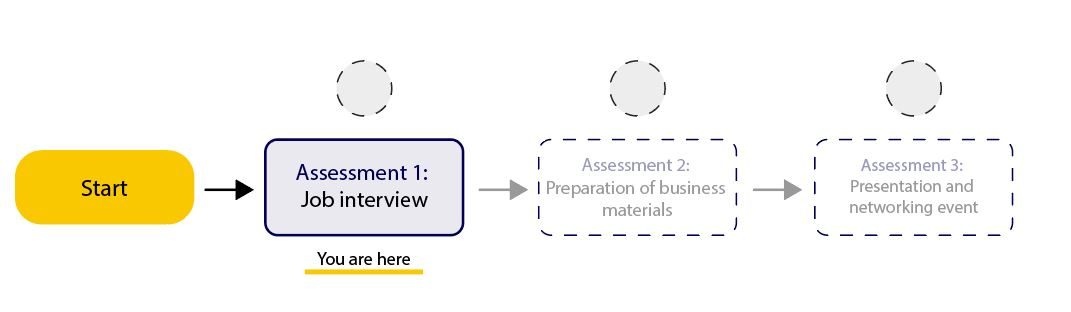 Start
Assessment 1:
Job interview
You are here
Assessment 2:
Preparation of business
materials
Assessment 3:
Presentation and
networking event